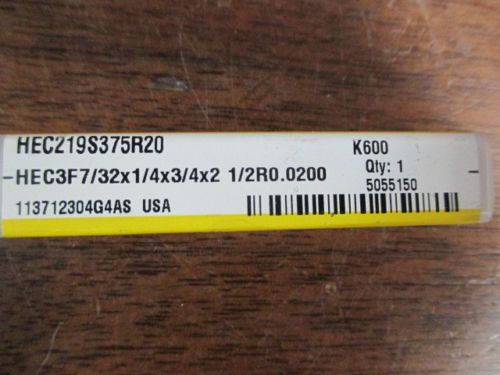 HEC219S375R20 K600
-HEC3F7/32x1/4x3/4x2 1/2R0.0200 Qty: 1 -
113712304G4AS USA 5055150